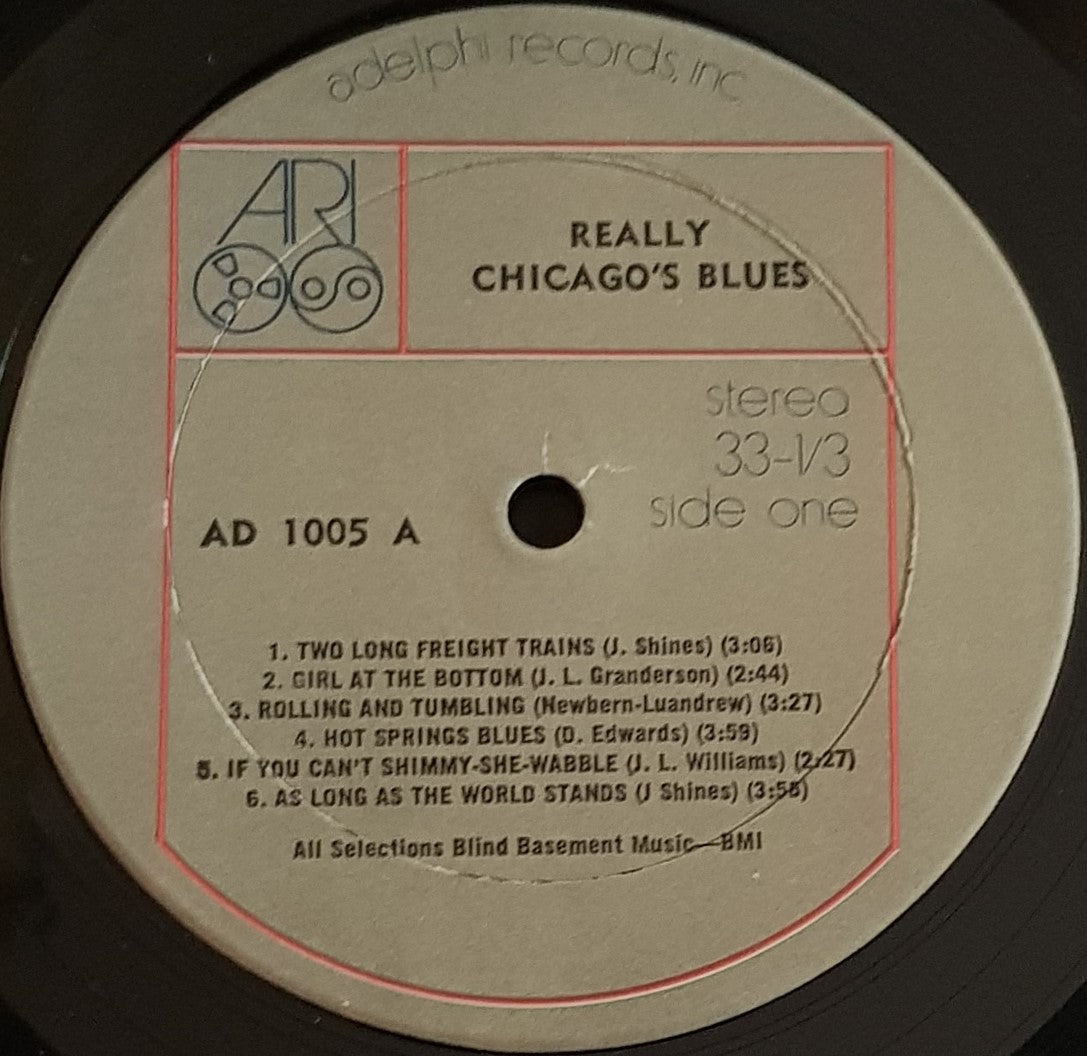 adelphi records, inc
ARI
REALLY
CHICAGO'S BLUES
stereo
33-1/3
side one
AD 1005 A
1. TWO LONG FREIGHT TRAINS (J. Shines) (3:06)
2. GIRL AT THE BOTTOM (J. L. Granderson) (2:44)
3. ROLLING AND TUMBLING (Newbern-Luandrew) (3:27)
4. HOT SPRINGS BLUES (D. Edwards) (3:59)
5. IF YOU CAN'T SHIMMY-SHE-WABBLE (J. L. Williams) (2:27)
6. AS LONG AS THE WORLD STANDS (J Shines) (3:58)
All Selections Blind Basement Music—BMI